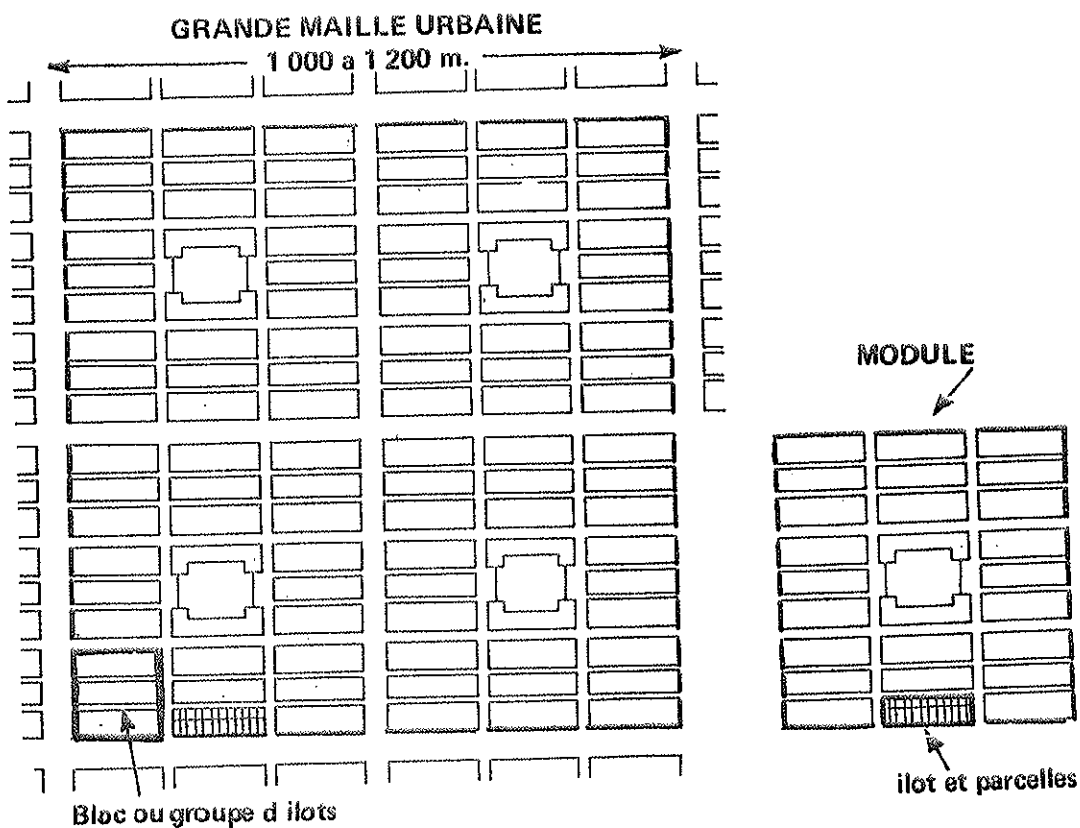 GRANDE MAILLE URBAINE
1 000 a 1 200 m.
MODULE
ilot et parcelles
Bloc ou groupe d ilots